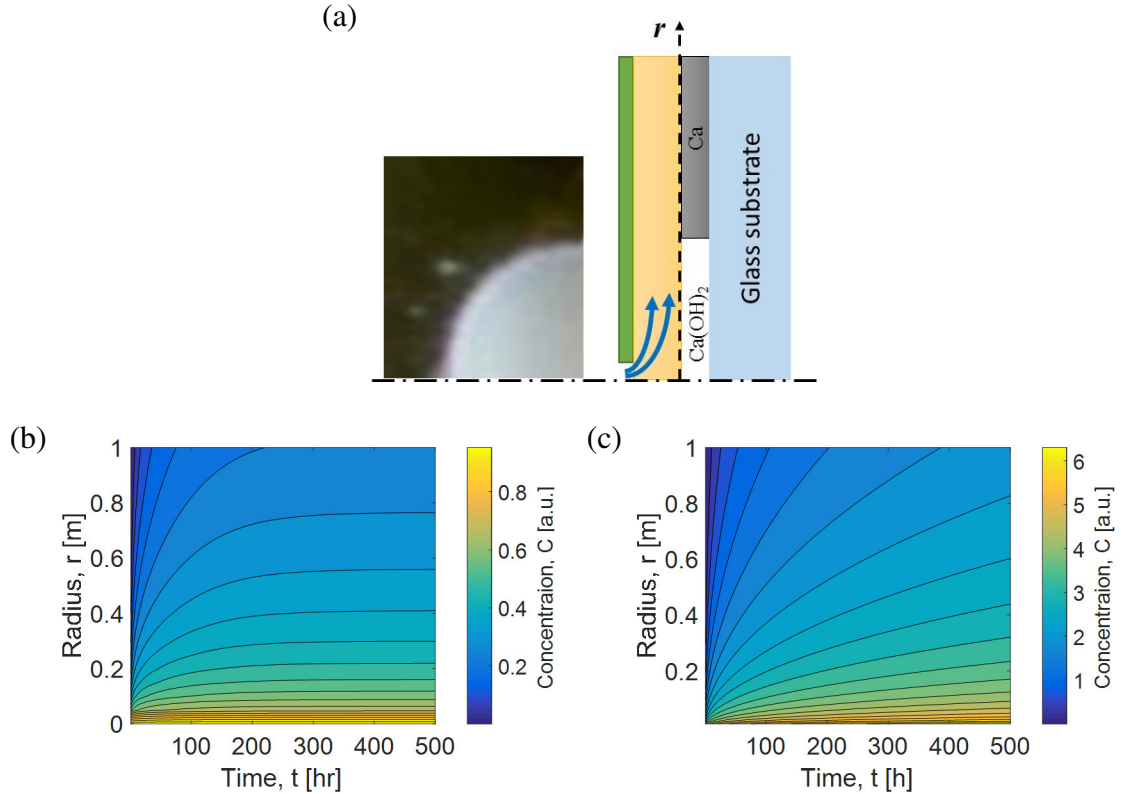 (a)
r
Ca
Ca(OH)2
Glass substrate
(b)
1
0.8
0.6
0.4
0.2
0
Radius, r [m]
100 200 300 400 500
Time, t [hr]
0.8
0.6
0.4
0.2
Concentraion, C [a.u.]
(c)
1
0.8
0.6
0.4
0.2
Radius, r [m]
100 200 300 400 500
Time, t [h]
6
5
4
3
2
1
Concentraion, C [a.u.]